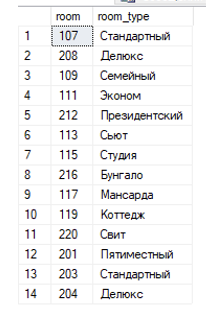 room room_type
1 107 Стандартный
2 208 Делюкс
3 109 Семейный
4 111 Эконом
5 212 Президентский
6 113 Сьют
7 115 Студия
8 216 Бунгало
9 117 Мансарда
10 119 Коттедж
11 220 Свит
12 201 Пятиместный
13 203 Стандартный
14 204 Делюкс